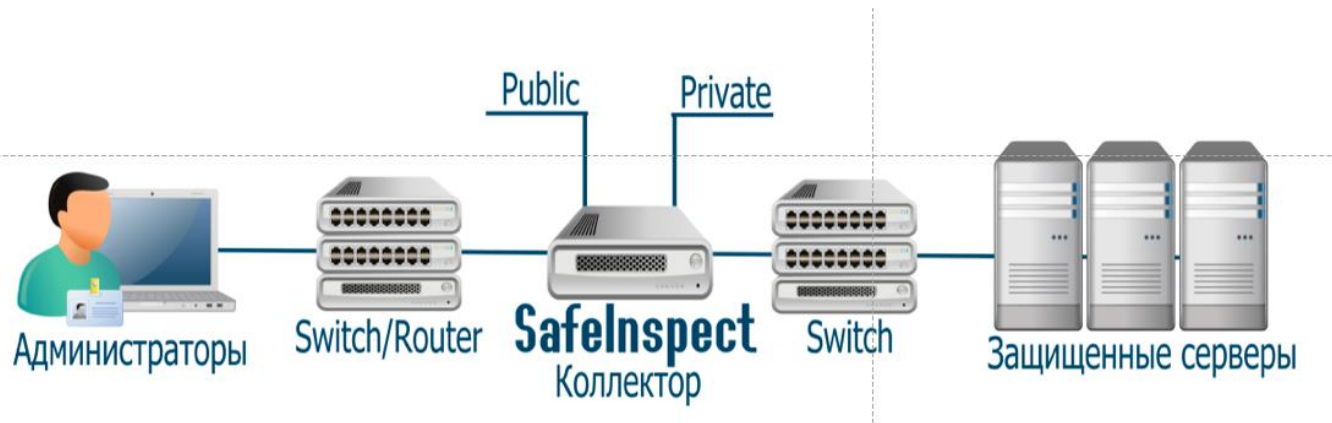 Public
Private
Администраторы
Switch/Router
SafeInspect
Коллектор
Switch
Защищенные серверы